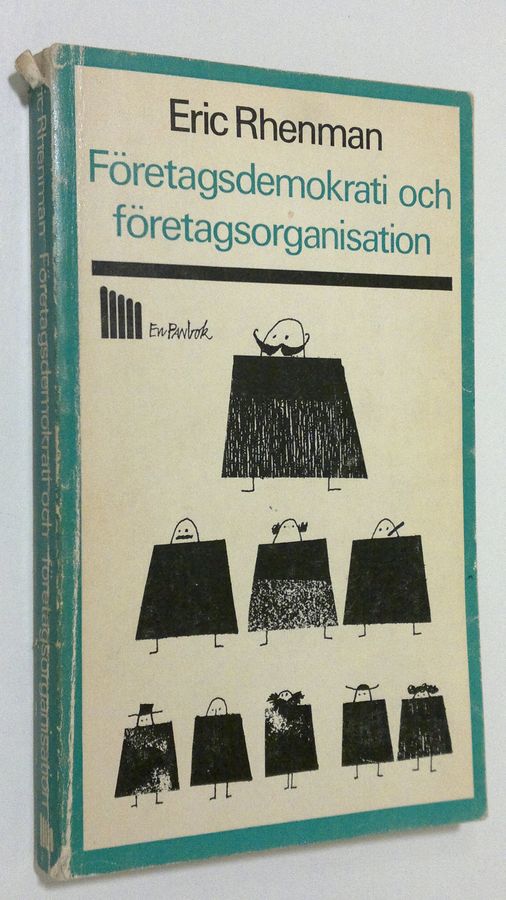 Eric Rhenman
Företagsdemokrati och
företagsorganisation
En Panbok
Eric Rhenman Företagsdemokrati och företagsorganisation